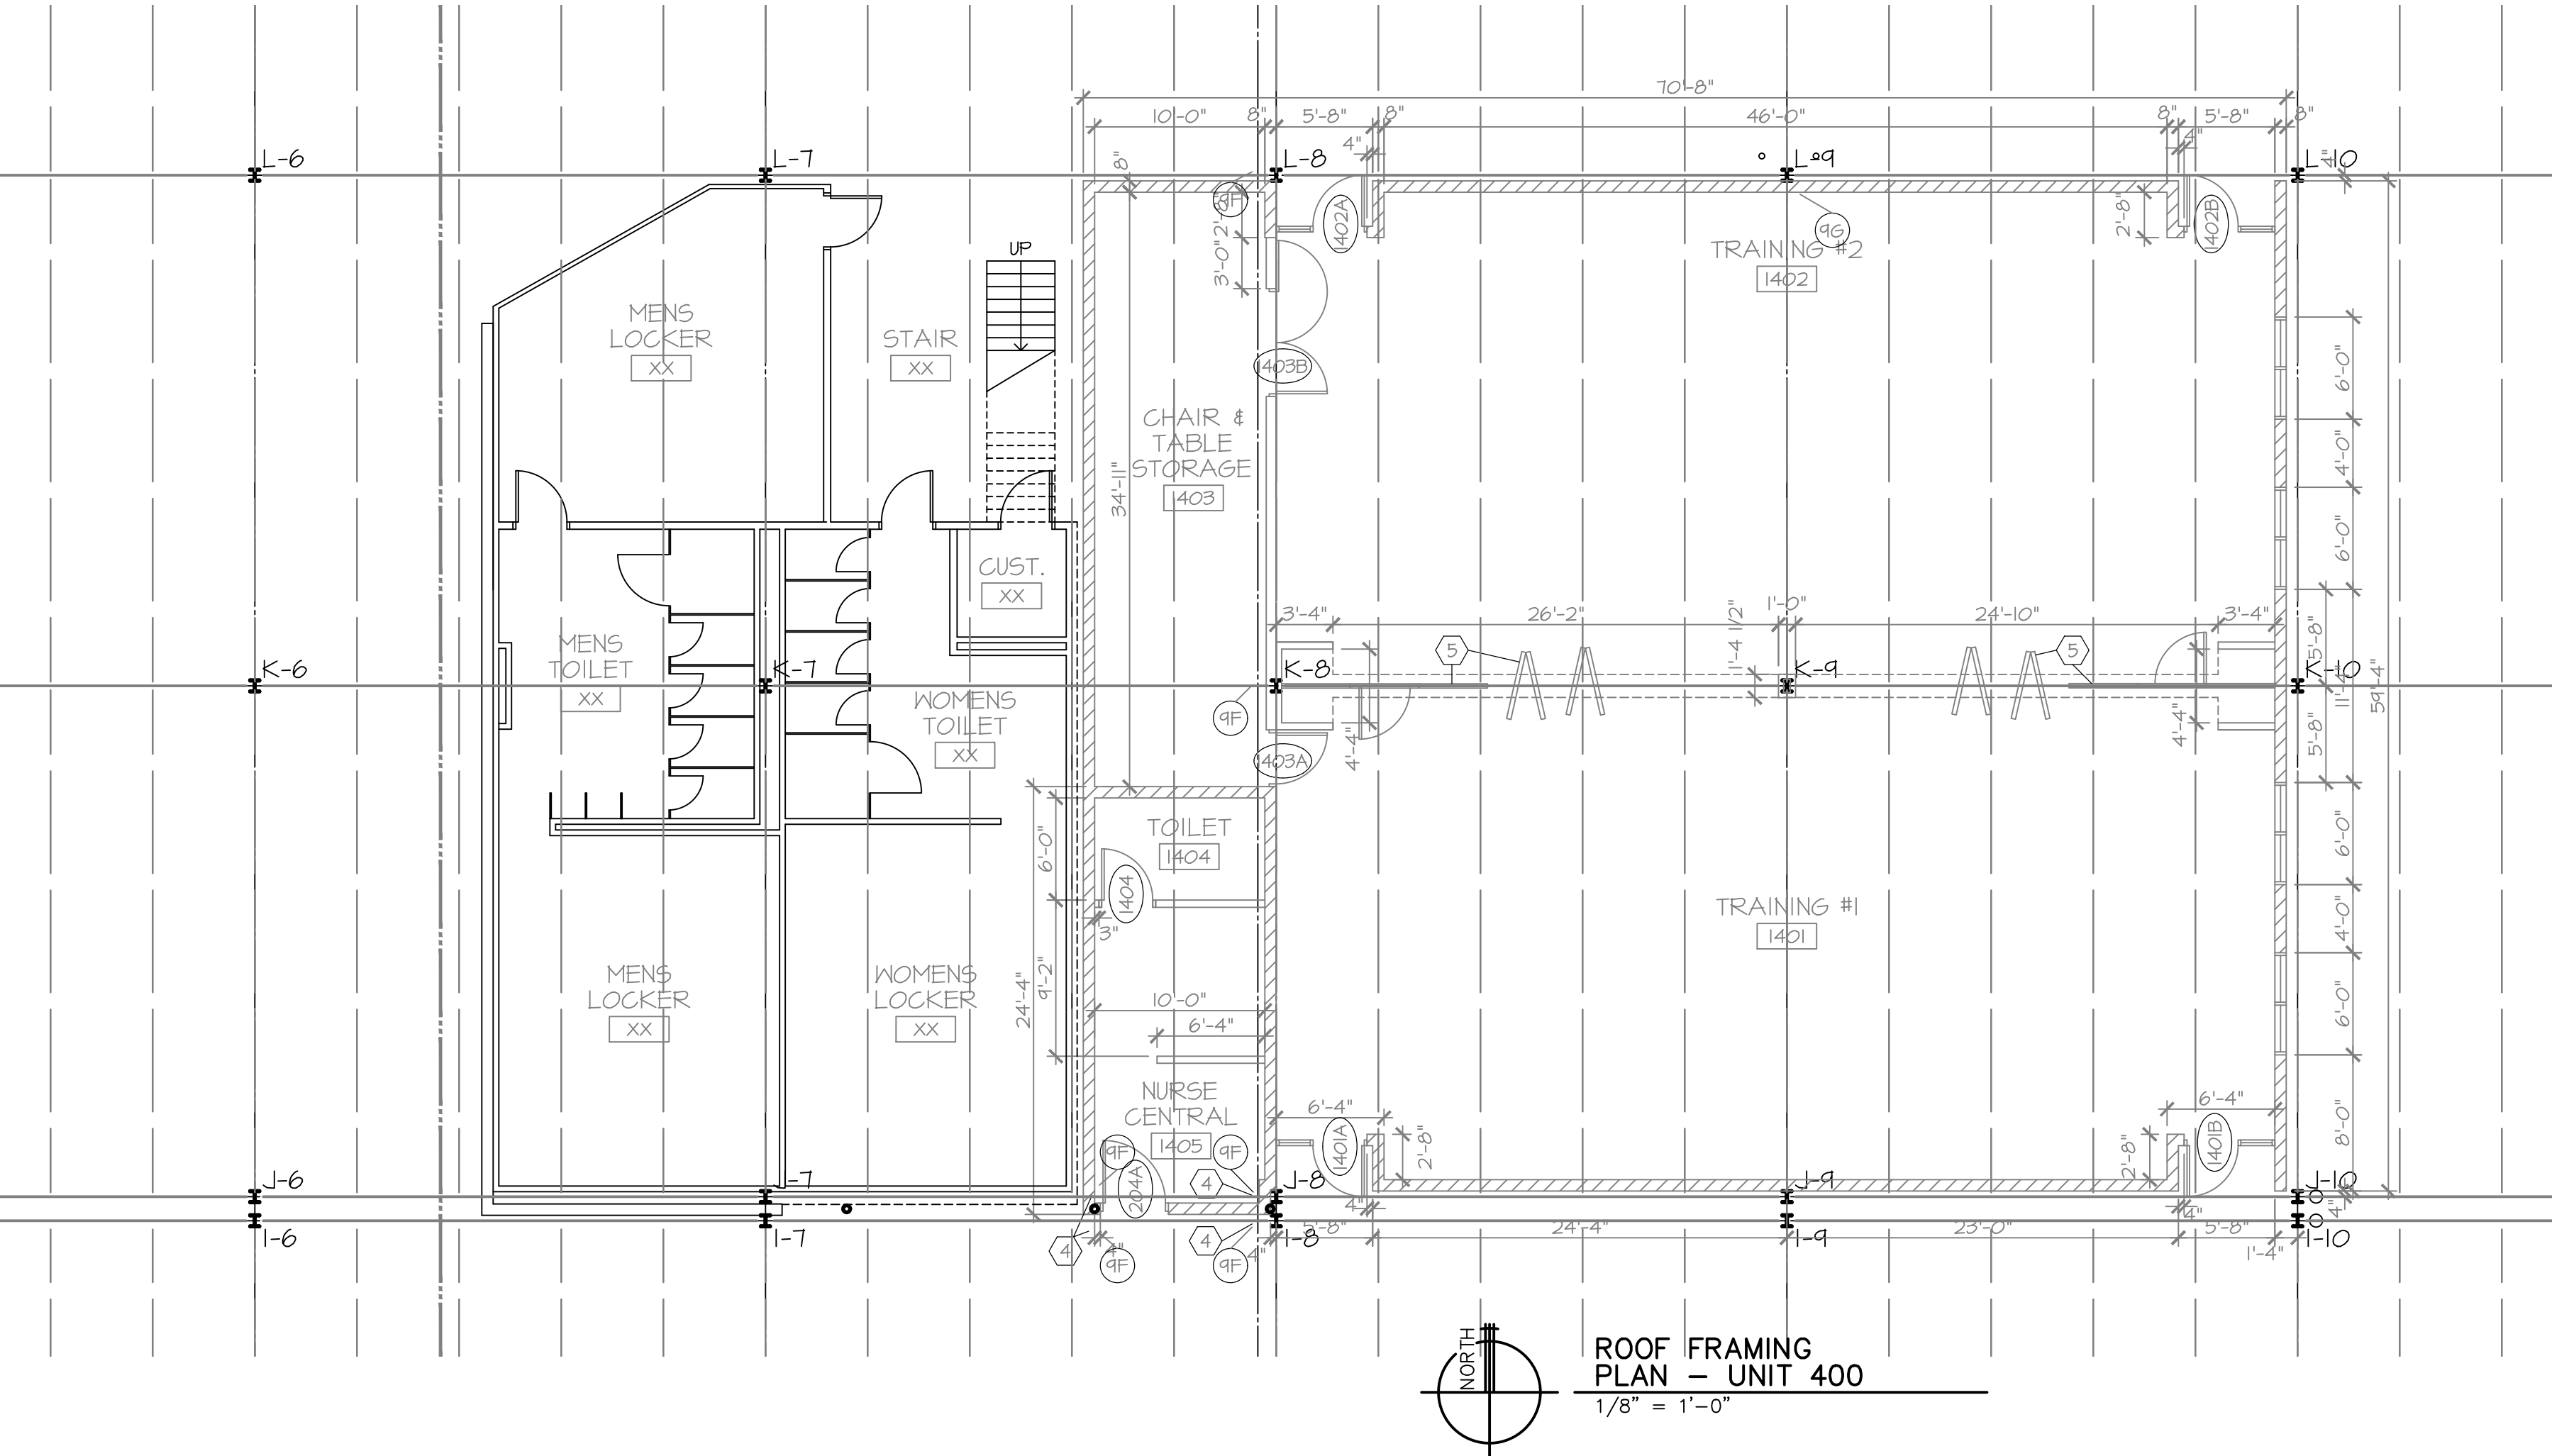 70'-8"
10'-0" 8" 5'-8" 8" 46'-0" 8" 5'-8" 8"
4" 4"
8" 4"
L-6 L-7 L-8 L-9 L-10
9F 1402A 9G 1402B
2'-8" 2'-8"
UP
3'-0"
TRAINING #2
1402
MENS
LOCKER
XX
STAIR
XX
1403B
6'-0"
CHAIR &
TABLE
STORAGE
1403
34'-11"
4'-0"
6'-0"
CUST.
XX
3'-4" 26'-2" 1'-4 1/2" 1'-0" 24'-10" 3'-4"
5'-8"
MENS
TOILET
XX
5 5
K-6 K-7 K-8 K-9 K-10
11'-4" 59'-4"
WOMENS
TOILET
XX
9F
4'-4" 4'-4" 5'-8"
1403A
TOILET
1404
6'-0" 6'-0"
1404
3"
TRAINING #1
1401
4'-0"
MENS
LOCKER
XX
WOMENS
LOCKER
XX
24'-4" 9'-2"
10'-0"
6'-4"
6'-0"
NURSE
CENTRAL
1405
6'-4" 6'-4"
9F 9F 1401A 2'-8" 2'-8" 1401B 8'-0"
204A 4
J-6 J-7 J-8 J-9 J-10
4" 4" 4"
5'-8" 24'-4" 23'-0" 5'-8"
I-6 I-7 I-8 I-9 I-10
4 4" 4 4" 1'-4"
9F 9F
NORTH
ROOF FRAMING
PLAN - UNIT 400
1/8" = 1'-0"